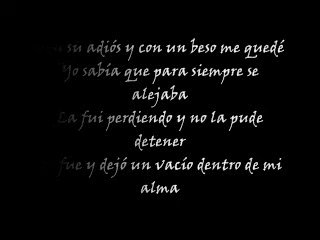 su adiós y con un beso me quedé
Yo sabía que para siempre se
alejaba
La fui perdiendo y no la pude
detener
fue y dejó un vacío dentro de mi
alma